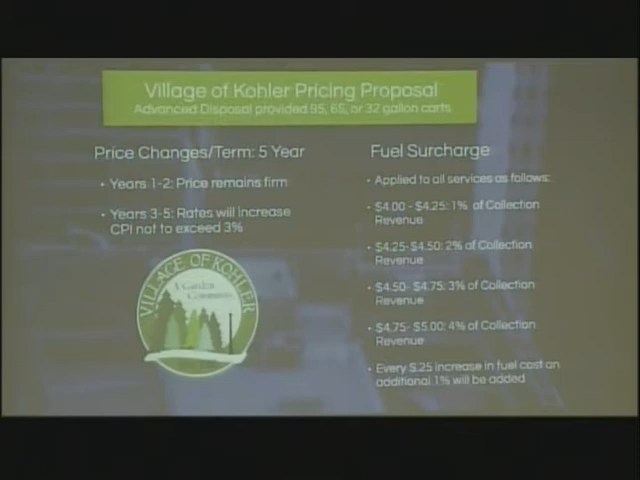 Village of Kohler Pricing Proposal
Advanced Disposal provided 95, 65, or 32 gallon carts
Price Changes/Term: 5 Year
• Years 1-2: Price remains firm
• Years 3-5: Rates will increase
CPI not to exceed 3%
VILLAGE OF KOHLER
A Garden
Community
Fuel Surcharge
• Applied to all services as follows:
• $4.00 - $4.25: 1% of Collection
Revenue
• $4.25-$4.50: 2% of Collection
Revenue
• $4.50- $4.75: 3% of Collection
Revenue
• $4.75- $5.00: 4% of Collection
Revenue
• Every $.25 increase in fuel cost an
additional 1% will be added